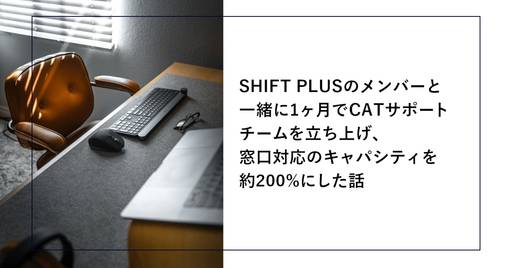 SHIFT PLUSのメンバーと
一緒に1ヶ月でCATサポート
チームを立ち上げ、
窓口対応のキャパシティを
約200%にした話